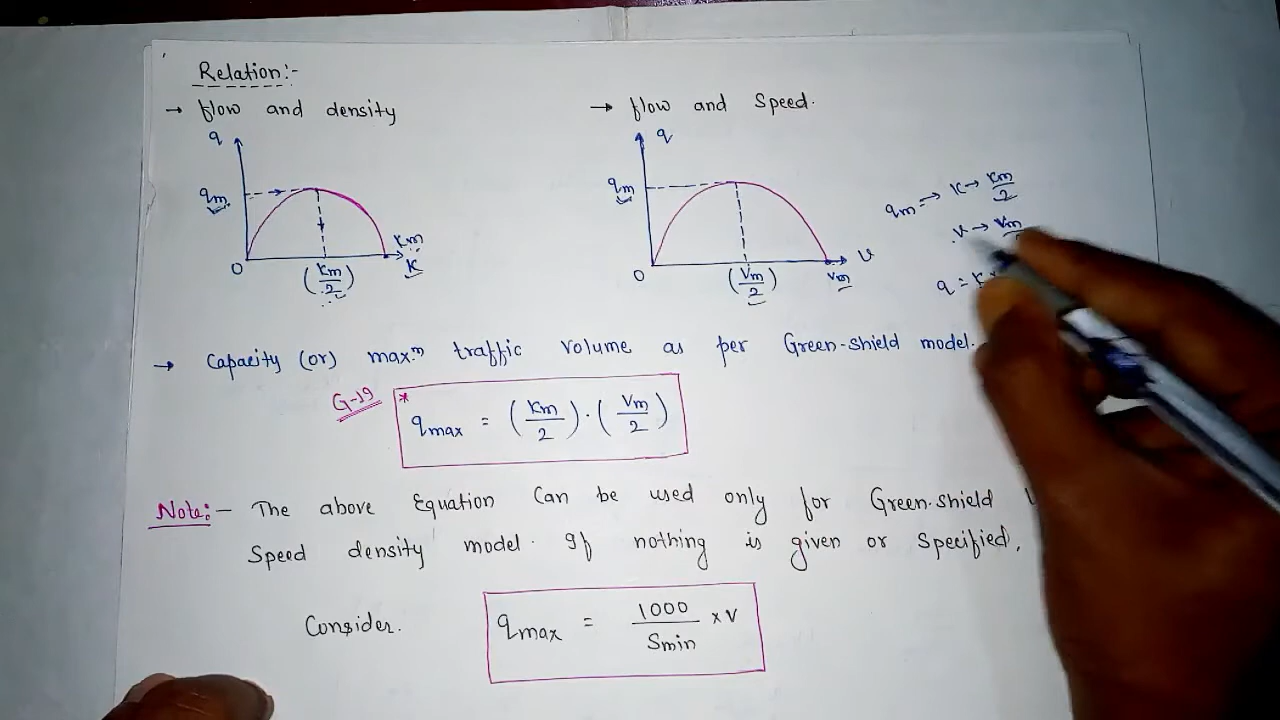 Relation:-
→ flow and density
q
qm
0
(Km/2)
Km
K
→ flow and Speed.
q
qm
0
(Vm/2)
Vm
V
qm → K → Km/2
V → Vm
q = K
→ Capacity (or) maxm traffic volume as per Green-shield model.
G-19
* qmax = (Km/2).(Vm/2)
Note:- The above Equation Can be used only for Green.shield
Speed density model. If nothing is given or Specified,
Consider. qmax = 1000/Smin x V